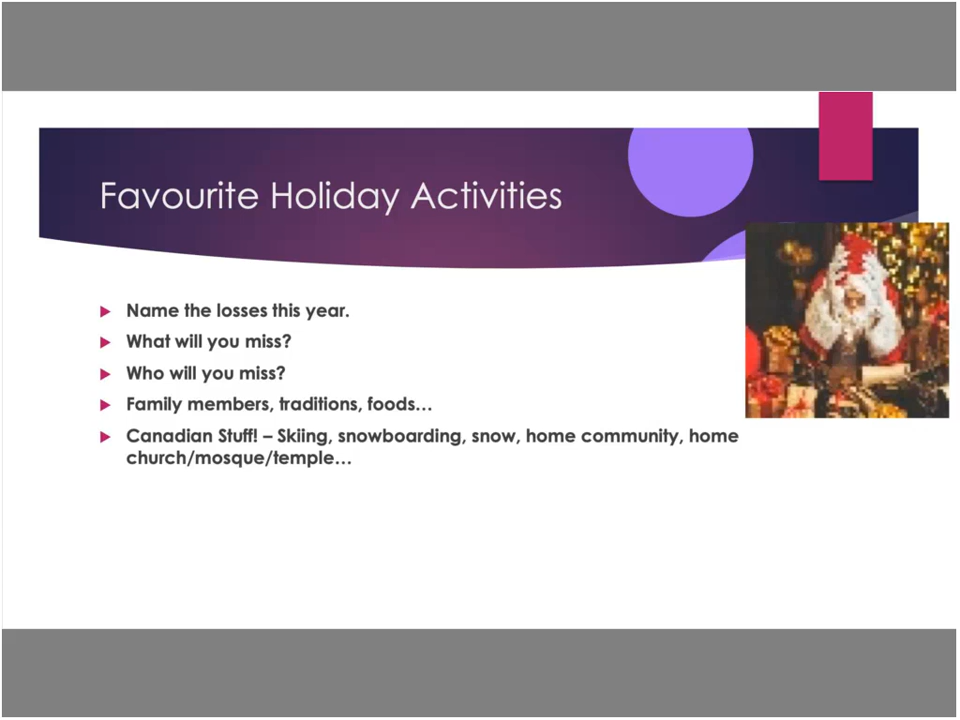 Favourite Holiday Activities
Name the losses this year.
What will you miss?
Who will you miss?
Family members, traditions, foods…
Canadian Stuff! – Skiing, snowboarding, snow, home community, home
church/mosque/temple…